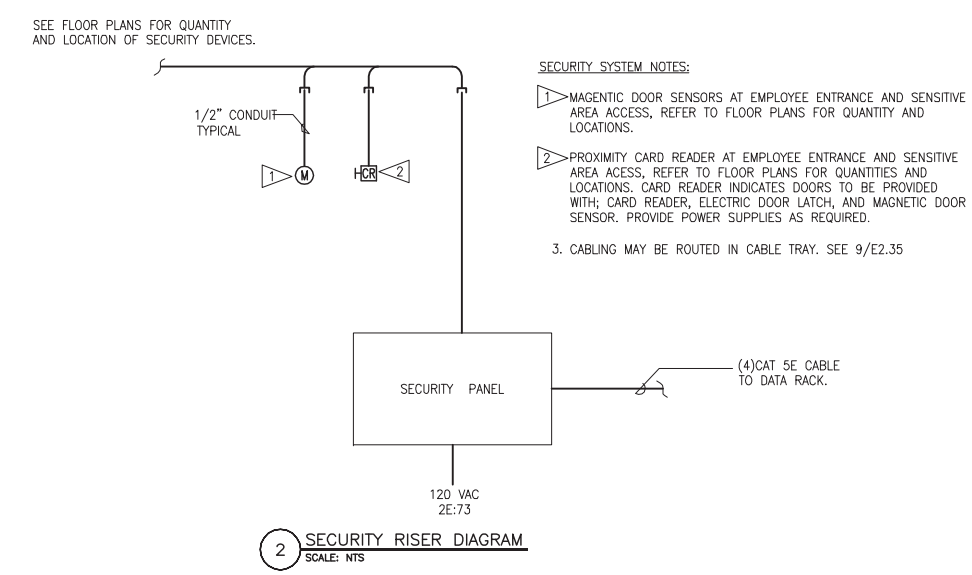 SEE FLOOR PLANS FOR QUANTITY
AND LOCATION OF SECURITY DEVICES.
1/2" CONDUIT
TYPICAL
1
M
CR
2
SECURITY SYSTEM NOTES:
1 MAGENTIC DOOR SENSORS AT EMPLOYEE ENTRANCE AND SENSITIVE
AREA ACCESS, REFER TO FLOOR PLANS FOR QUANTITY AND
LOCATIONS.
2 PROXIMITY CARD READER AT EMPLOYEE ENTRANCE AND SENSITIVE
AREA ACESS, REFER TO FLOOR PLANS FOR QUANTITIES AND
LOCATIONS. CARD READER INDICATES DOORS TO BE PROVIDED
WITH; CARD READER, ELECTRIC DOOR LATCH, AND MAGNETIC DOOR
SENSOR. PROVIDE POWER SUPPLIES AS REQUIRED.
3. CABLING MAY BE ROUTED IN CABLE TRAY. SEE 9/E2.35
SECURITY PANEL
(4)CAT 5E CABLE
TO DATA RACK.
120 VAC
2E:73
2
SECURITY RISER DIAGRAM
SCALE: NTS